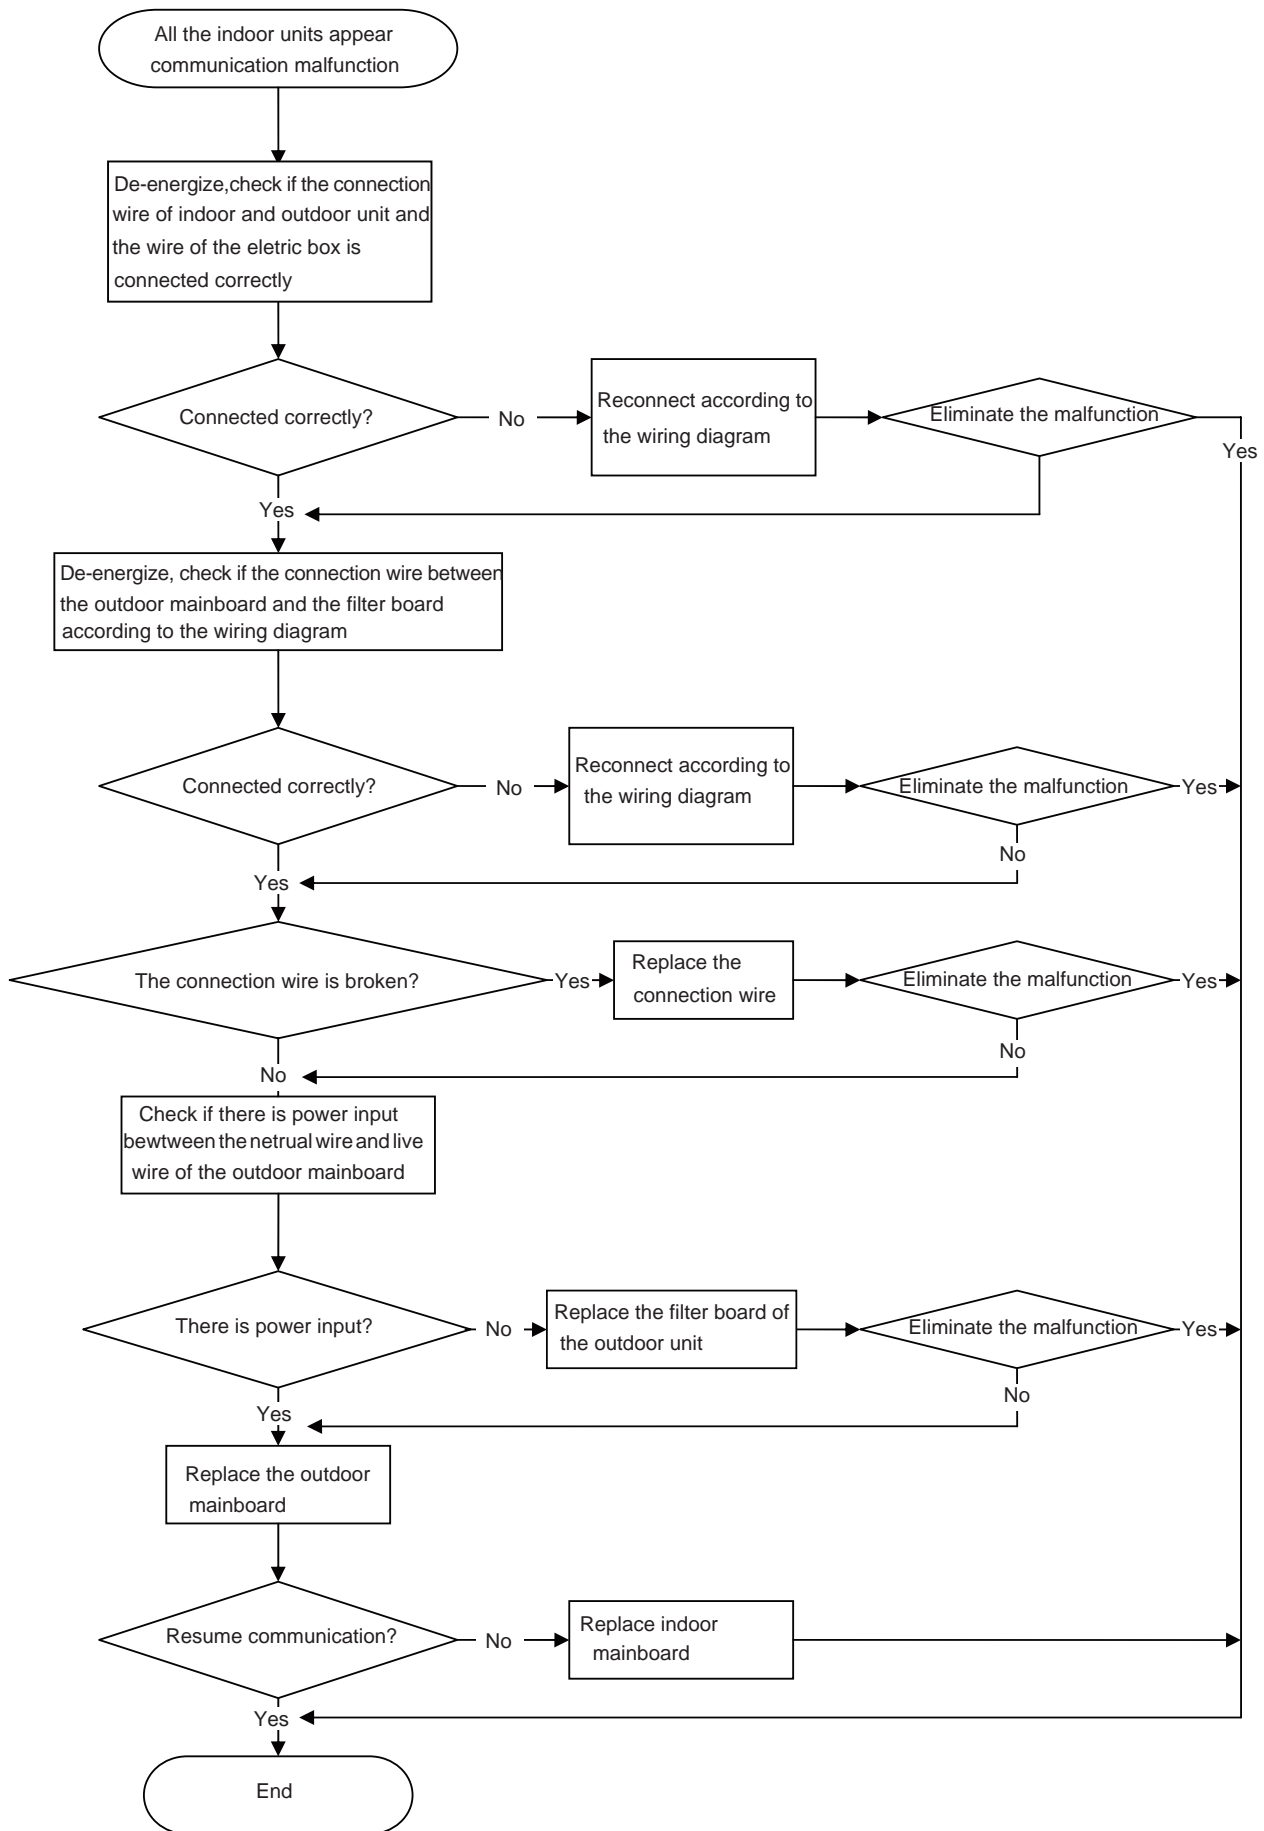 All the indoor units appear
communication malfunction
De-energize,check if the connection
wire of indoor and outdoor unit and
the wire of the eletric box is
connected correctly
Connected correctly?
No
Reconnect according to
the wiring diagram
Eliminate the malfunction
Yes
Yes
De-energize, check if the connection wire between
the outdoor mainboard and the filter board
according to the wiring diagram
Connected correctly?
No
Reconnect according to
the wiring diagram
Eliminate the malfunction
Yes
No
Yes
The connection wire is broken?
Yes
Replace the
connection wire
Eliminate the malfunction
Yes
No
No
Check if there is power input
bewtween the netrual wire and live
wire of the outdoor mainboard
There is power input?
No
Replace the filter board of
the outdoor unit
Eliminate the malfunction
Yes
No
Yes
Replace the outdoor
mainboard
Resume communication?
No
Replace indoor
mainboard
Yes
End